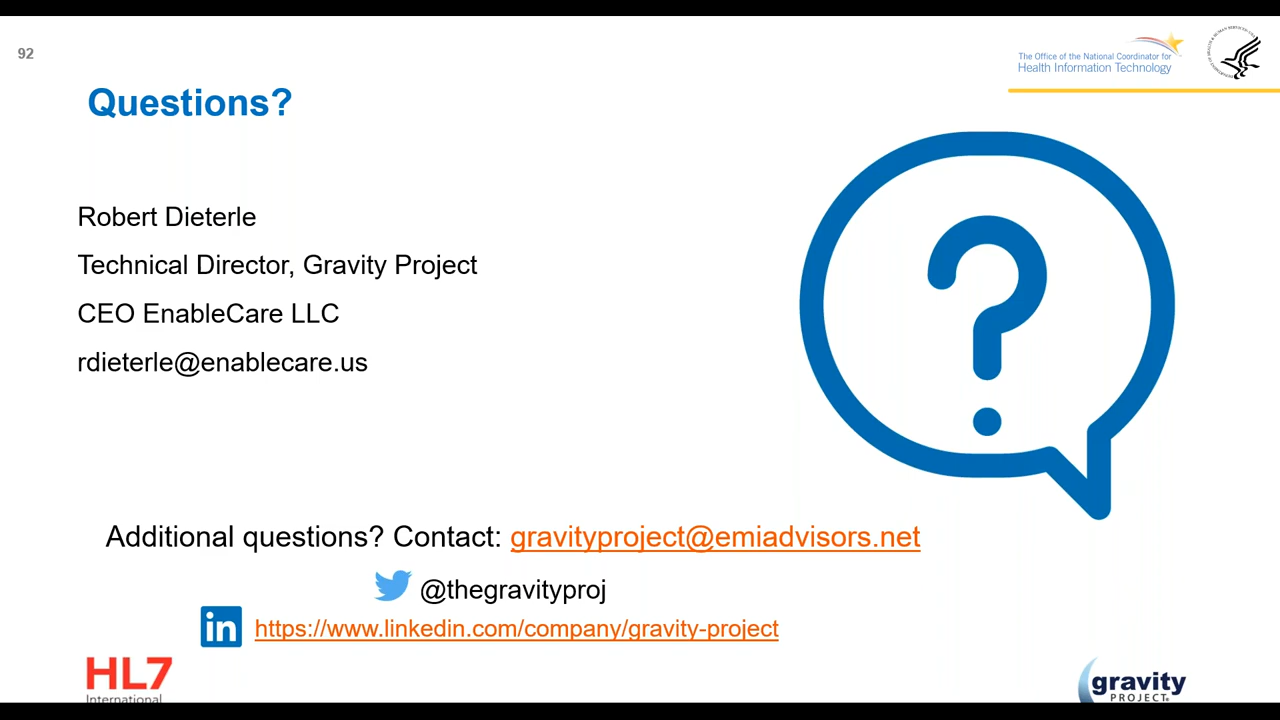 92
The Office of the National Coordinator for
Health Information Technology
Questions?
Robert Dieterle
Technical Director, Gravity Project
CEO EnableCare LLC
rdieterle@enablecare.us
?
Additional questions? Contact: gravityproject@emiadvisors.net
@thegravityproj
in https://www.linkedin.com/company/gravity-project
HL7
International
gravity
PROJECT